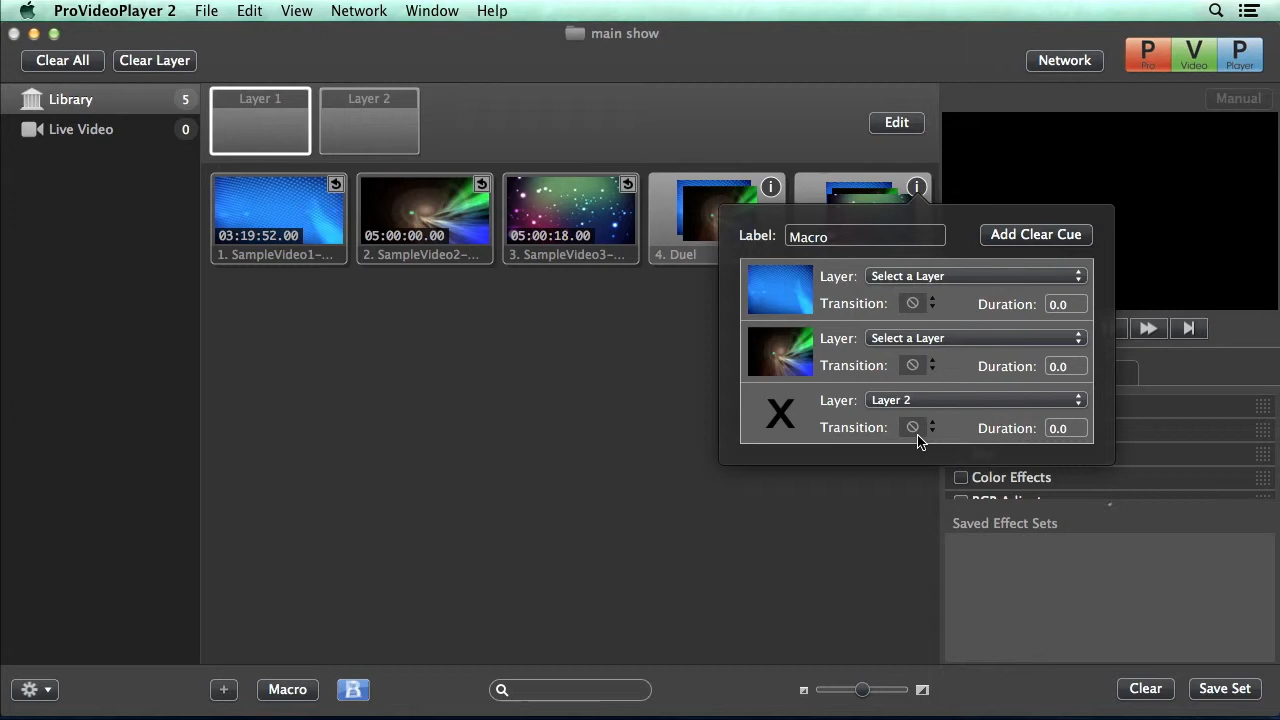 ProVideoPlayer 2 File Edit View Network Window Help
main show
Clear All Clear Layer Network
P Pro V Video P Player
Library 5
Live Video 0
Layer 1 Layer 2
Edit
Manual
03:19:52.00 05:00:00.00 05:00:18.00
1. SampleVideo1-... 2. SampleVideo2-... 3. SampleVideo3-... 4. Duel
Label: Macro Add Clear Cue
Layer: Select a Layer
Transition: Duration: 0.0
Layer: Select a Layer
Transition: Duration: 0.0
X Layer: Layer 2
Transition: Duration: 0.0
Color Effects
Saved Effect Sets
+ Macro Clear Save Set